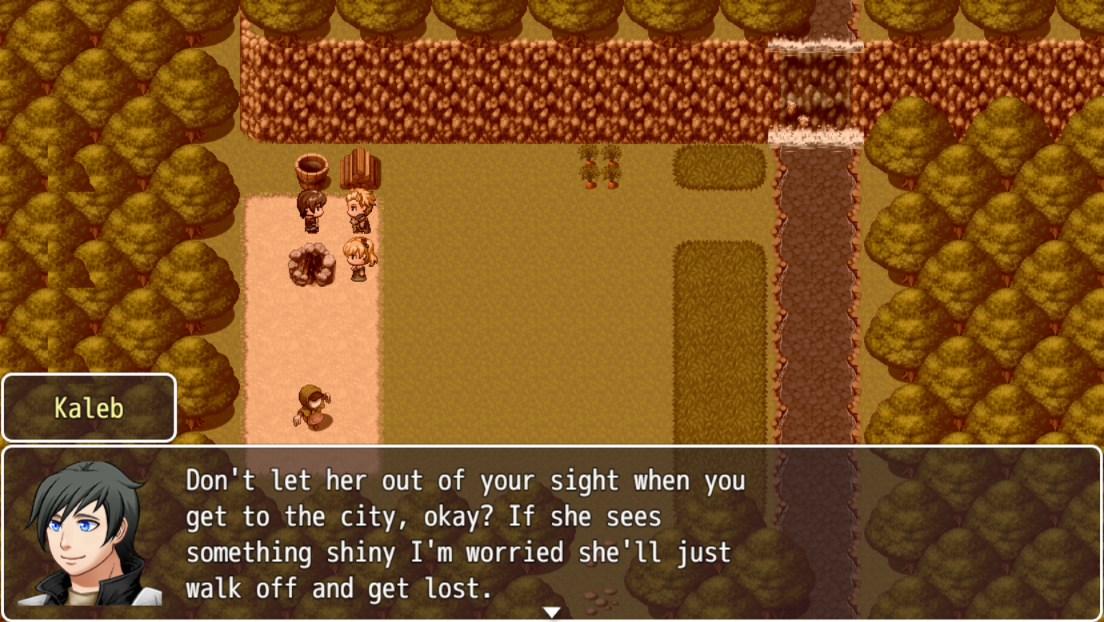 Kaleb
Don't let her out of your sight when you
get to the city, okay? If she sees
something shiny I'm worried she'll just
walk off and get lost.